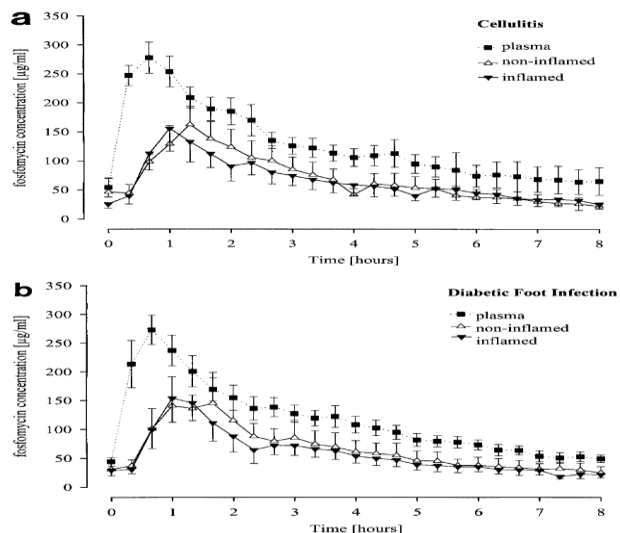 a
Cellulitis
plasma
non-inflamed
inflamed
fosfomycin concentration [µg/ml]
350
300
250
200
150
100
50
0
0 1 2 3 4 5 6 7 8
Time [hours]
b
Diabetic Foot Infection
plasma
non-inflamed
inflamed
fosfomycin concentration [µg/ml]
350
300
250
200
150
100
50
0
0 1 2 3 4 5 6 7 8
Time [hours]